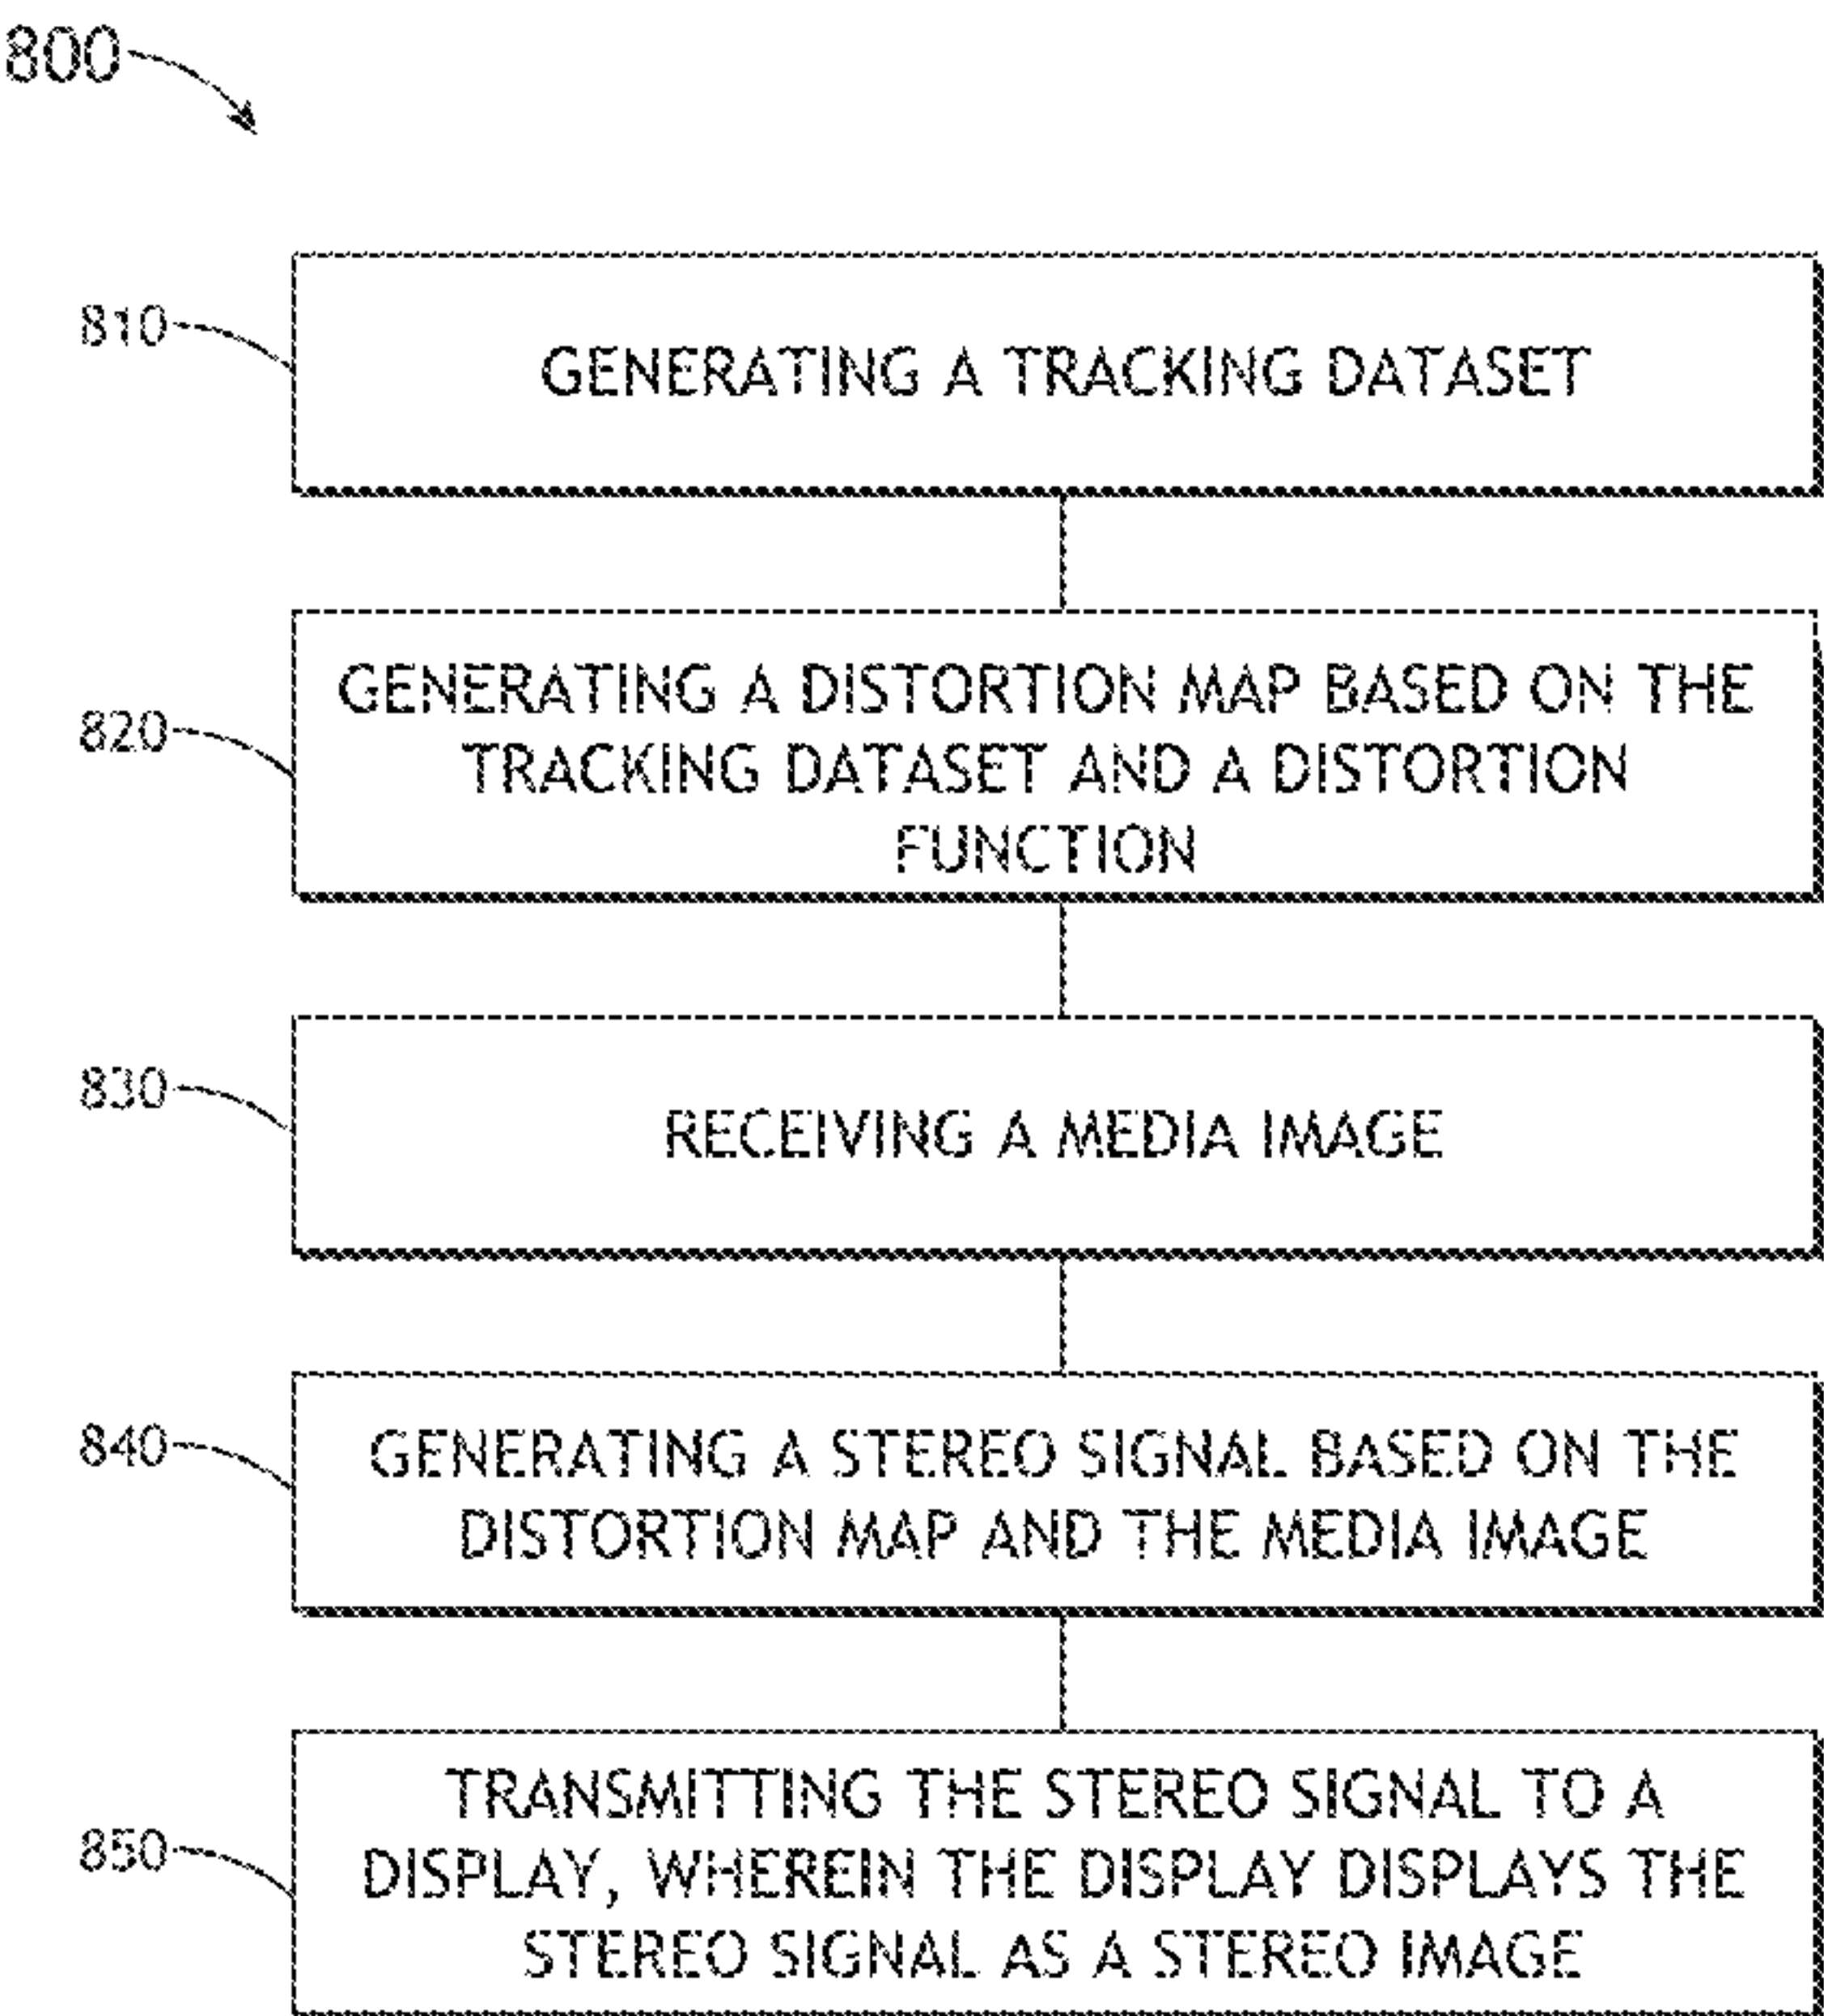 800
810
GENERATING A TRACKING DATASET
820
GENERATING A DISTORTION MAP BASED ON THE
TRACKING DATASET AND A DISTORTION
FUNCTION
830
RECEIVING A MEDIA IMAGE
840
GENERATING A STEREO SIGNAL BASED ON THE
DISTORTION MAP AND THE MEDIA IMAGE
850
TRANSMITTING THE STEREO SIGNAL TO A
DISPLAY, WHEREIN THE DISPLAY DISPLAYS THE
STEREO SIGNAL AS A STEREO IMAGE